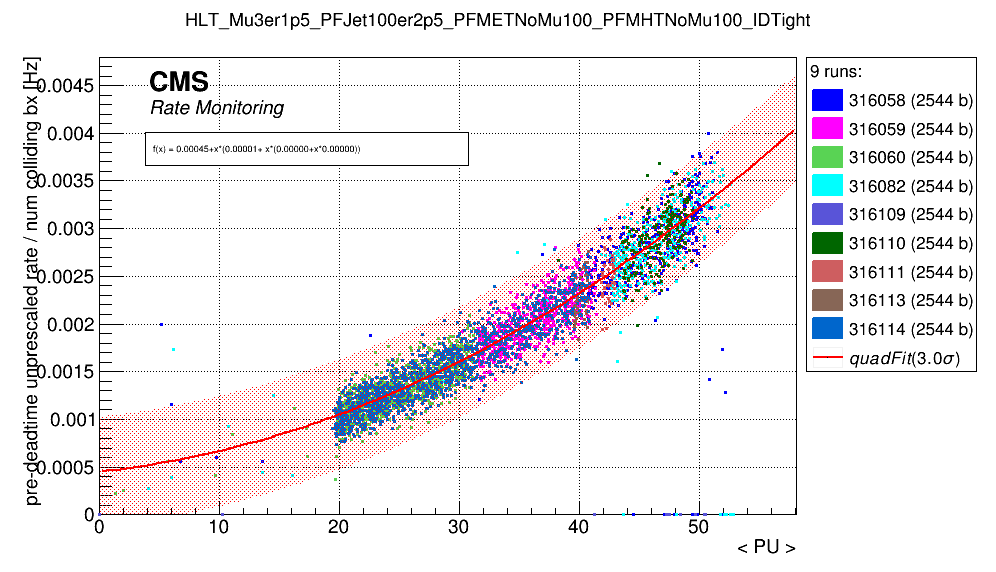 HLT_Mu3er1p5_PFJet100er2p5_PFMETNoMu100_PFMHTNoMu100_IDTight
pre-deadtime unprescaled rate / num colliding bx [Hz]
0.0045
0.004
0.0035
0.003
0.0025
0.002
0.0015
0.001
0.0005
0
CMS
Rate Monitoring
f(x) = 0.00045+x*(0.00001+ x*(0.00000+x*0.00000))
0 10 20 30 40 50
< PU >
9 runs:
316058 (2544 b)
316059 (2544 b)
316060 (2544 b)
316082 (2544 b)
316109 (2544 b)
316110 (2544 b)
316111 (2544 b)
316113 (2544 b)
316114 (2544 b)
quadFit(3.0σ)